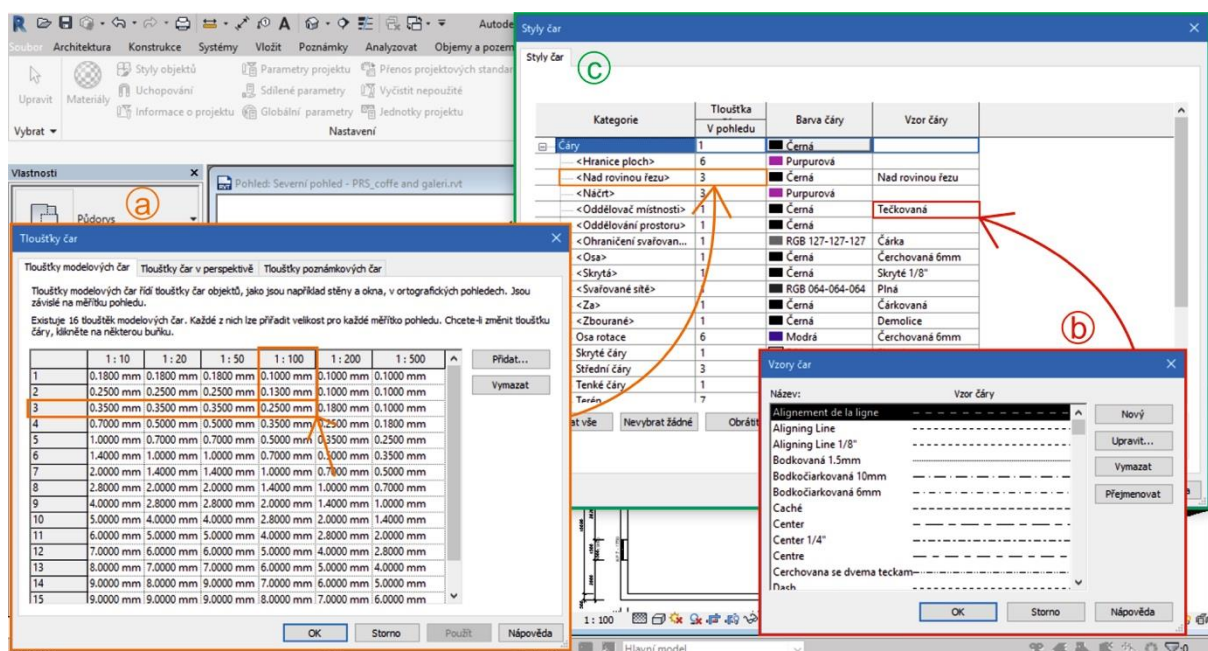 Autode
Soubor Architektura Konstrukce Systémy Vložit Poznámky Analyzovat Objemy a pozem
Upravit
Materiály
Styly objektů
Uchopování
Informace o projektu
Parametry projektu
Sdílené parametry
Globální parametry
Přenos projektových standar
Vyčistit nepoužité
Jednotky projektu
Vybrat
Nastavení
Vlastnosti
a
Půdorys
Pohled: Severní pohled - PRS_coffe and galeri.rvt
Tloušťky čar
Tloušťky modelových čar Tloušťky čar v perspektivě Tloušťky poznámkových čar
Tloušťky modelových čar řídí tloušťky čar objektů, jako jsou například stěny a okna, v ortografických pohledech. Jsou
závislé na měřítku pohledu.
Existuje 16 tlouštěk modelových čar. Každé z nich lze přiřadit velikost pro každé měřítko pohledu. Chcete-li změnit tloušťku
čáry, klikněte na některou buňku.
1 : 10 1 : 20 1 : 50 1 : 100 1 : 200 1 : 500
1 0.1800 mm 0.1800 mm 0.1800 mm 0.1000 mm 0.1000 mm 0.1000 mm
2 0.2500 mm 0.2500 mm 0.2500 mm 0.1300 mm 0.1000 mm 0.1000 mm
3 0.3500 mm 0.3500 mm 0.3500 mm 0.2500 mm 0.1800 mm 0.1000 mm
4 0.7000 mm 0.5000 mm 0.5000 mm 0.3500 mm 0.2500 mm 0.1800 mm
5 1.0000 mm 0.7000 mm 0.7000 mm 0.5000 mm 0.3500 mm 0.2500 mm
6 1.4000 mm 1.0000 mm 1.0000 mm 0.7000 mm 0.5000 mm 0.3500 mm
7 2.0000 mm 1.4000 mm 1.4000 mm 1.0000 mm 0.7000 mm 0.5000 mm
8 2.8000 mm 2.0000 mm 2.0000 mm 1.4000 mm 1.0000 mm 0.7000 mm
9 4.0000 mm 2.8000 mm 2.8000 mm 2.0000 mm 1.4000 mm 1.0000 mm
10 5.0000 mm 4.0000 mm 4.0000 mm 2.8000 mm 2.0000 mm 1.4000 mm
11 6.0000 mm 5.0000 mm 5.0000 mm 4.0000 mm 2.8000 mm 2.0000 mm
12 7.0000 mm 6.0000 mm 6.0000 mm 5.0000 mm 4.0000 mm 2.8000 mm
13 8.0000 mm 7.0000 mm 7.0000 mm 6.0000 mm 5.0000 mm 4.0000 mm
14 9.0000 mm 8.0000 mm 9.0000 mm 7.0000 mm 6.0000 mm 5.0000 mm
15 9.0000 mm 9.0000 mm 9.0000 mm 8.0000 mm 7.0000 mm 6.0000 mm
Přidat...
Vymazat
OK Storno Použít Nápověda
Styly čar
Styly čar
c
Kategorie Tloušťka Barva čáry Vzor čáry
V pohledu
Čáry 1 Černá
<Hranice ploch> 6 Purpurová
<Nad rovinou řezu> 3 Černá Nad rovinou řezu
<Náčrt> 3 Purpurová
<Oddělovač místnosti> 1 Černá Tečkovaná
<Oddělování prostoru> 1 Černá
<Ohraničení svařovan... 1 RGB 127-127-127 Čárka
<Osa> 1 Černá Čerchovaná 6mm
<Skrytá> 1 Černá Skryté 1/8"
<Svařované sítě> RGB 064-064-064 Plná
<Za> 1 Černá Čárkovaná
<Zbourané> 1 Černá Demolice
Osa rotace 6 Modrá Čerchovaná 6mm
Skryté čáry 1
Střední čáry 3
Tenké čáry 1
Terén 7
at vše Nevybrat žádné Obrátit
b
Vzory čar
Název: Vzor čáry
Alignement de la ligne
Aligning Line
Aligning Line 1/8"
Bodkovaná 1.5mm
Bodkočiarkovaná 10mm
Bodkočiarkovaná 6mm
Caché
Center
Center 1/4"
Centre
Cerchovana se dvema teckam
Dash
Nový
Upravit...
Vymazat
Přejmenovat
OK Storno Nápověda
1 : 100
Hlavní model
:0